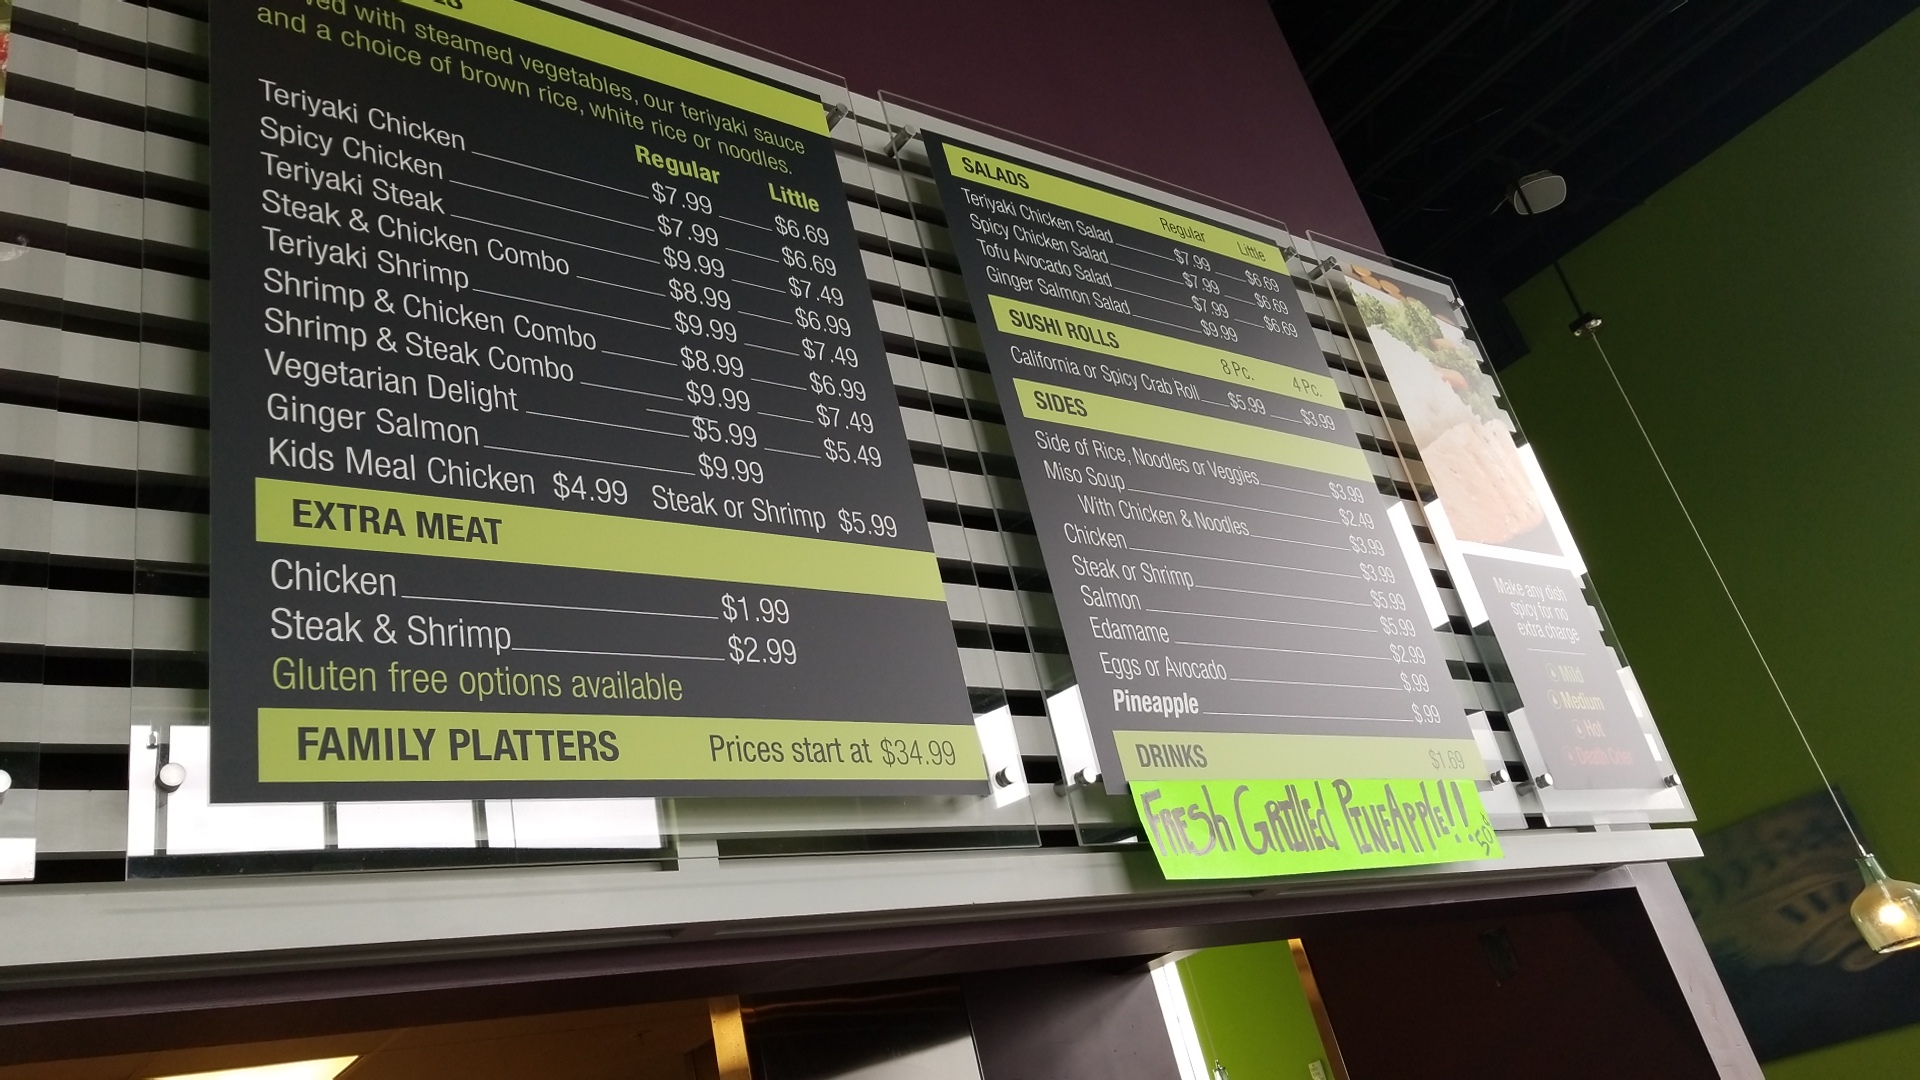 with steamed vegetables, our teriyaki sauce
and a choice of brown rice, white rice or noodles.
Regular Little
Teriyaki Chicken $7.99 $6.69
Spicy Chicken $7.99 $6.69
Teriyaki Steak $9.99 $7.49
Steak & Chicken Combo $8.99 $6.99
Teriyaki Shrimp $9.99 $7.49
Shrimp & Chicken Combo $8.99 $6.99
Shrimp & Steak Combo $9.99 $7.49
Vegetarian Delight $5.99 $5.49
Ginger Salmon $9.99
Kids Meal Chicken $4.99 Steak or Shrimp $5.99
EXTRA MEAT
Chicken $1.99
Steak & Shrimp $2.99
Gluten free options available
FAMILY PLATTERS Prices start at $34.99
SALADS
Regular Little
Teriyaki Chicken Salad $7.99 $6.69
Spicy Chicken Salad $7.99 $6.69
Tofu Avocado Salad $7.99 $6.69
Ginger Salmon Salad $9.99
SUSHI ROLLS 8 Pc. 4 Pc.
California or Spicy Crab Roll $5.99 $3.99
SIDES
Side of Rice, Noodles or Veggies $3.99
Miso Soup $2.49
With Chicken & Noodles $3.99
Chicken $3.99
Steak or Shrimp $5.99
Salmon $5.99
Edamame $2.99
Eggs or Avocado $.99
Pineapple $.99
DRINKS $1.69
FRESH GRILLED PINEAPPLE!! .50¢
Make any dish
spicy for no
extra charge
Mild
Medium
Hot
Death Order